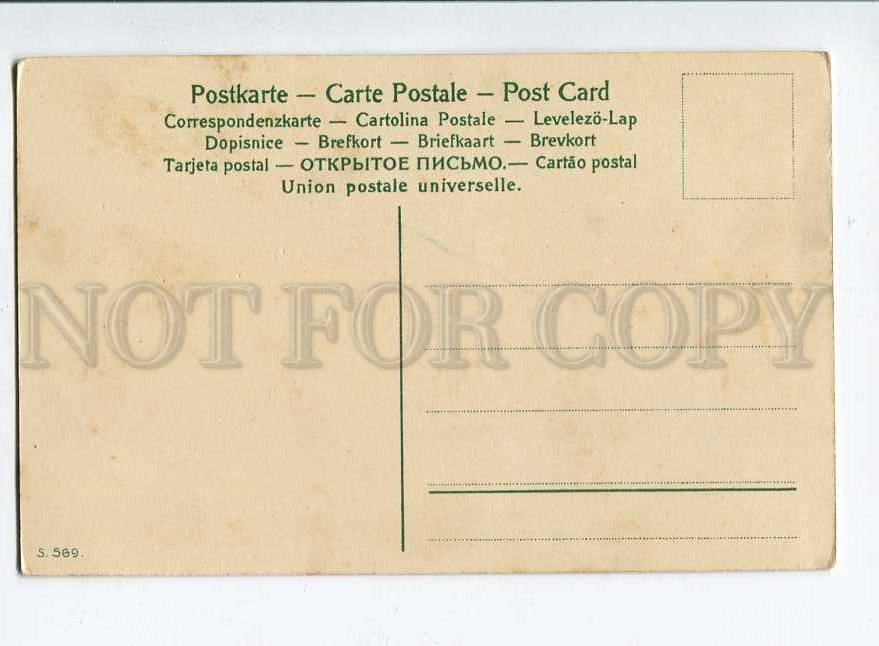 Postkarte — Carte Postale — Post Card
Correspondenzkarte — Cartolina Postale — Levelezö-Lap
Dopisnice — Brefkort — Briefkaart — Brevkort
Tarjeta postal — ОТКРЫТОЕ ПИСЬМО.— Cartão postal
Union postale universelle.
NOT FOR COPY
S. 569.